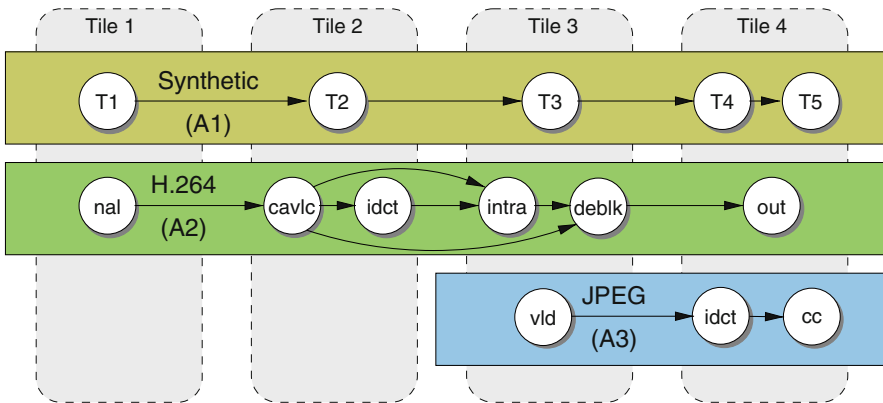 Tile 1 Tile 2 Tile 3 Tile 4
Synthetic
T1 T2 T3 T4 T5
(A1)
H.264
nal cavlc idct intra deblk out
(A2)
JPEG
vld idct cc
(A3)